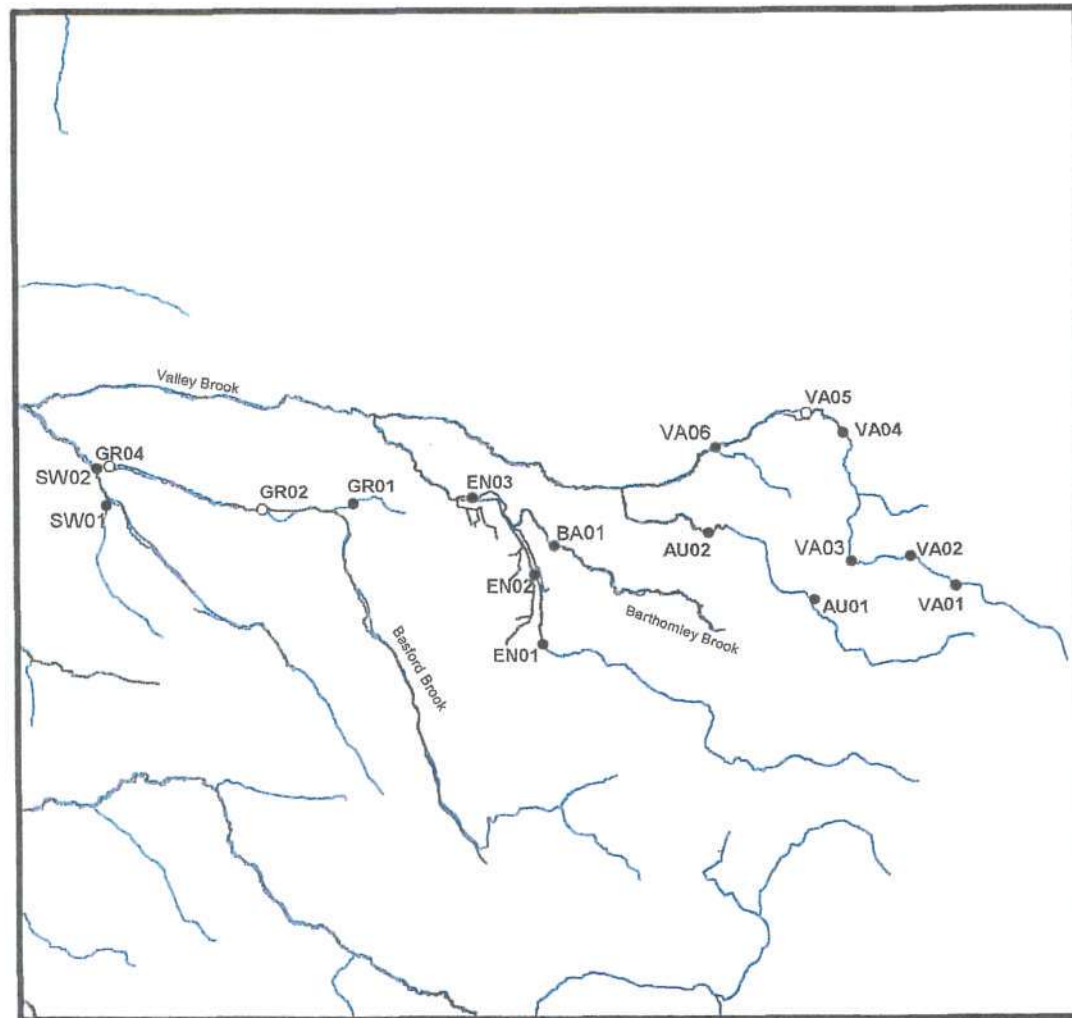 Valley Brook
VA05
VA04
VA06
GR04
SW02
GR02
GR01
EN03
SW01
BA01
AU02
VA03
VA02
EN02
VA01
AU01
Barthomley Brook
EN01
Basford Brook